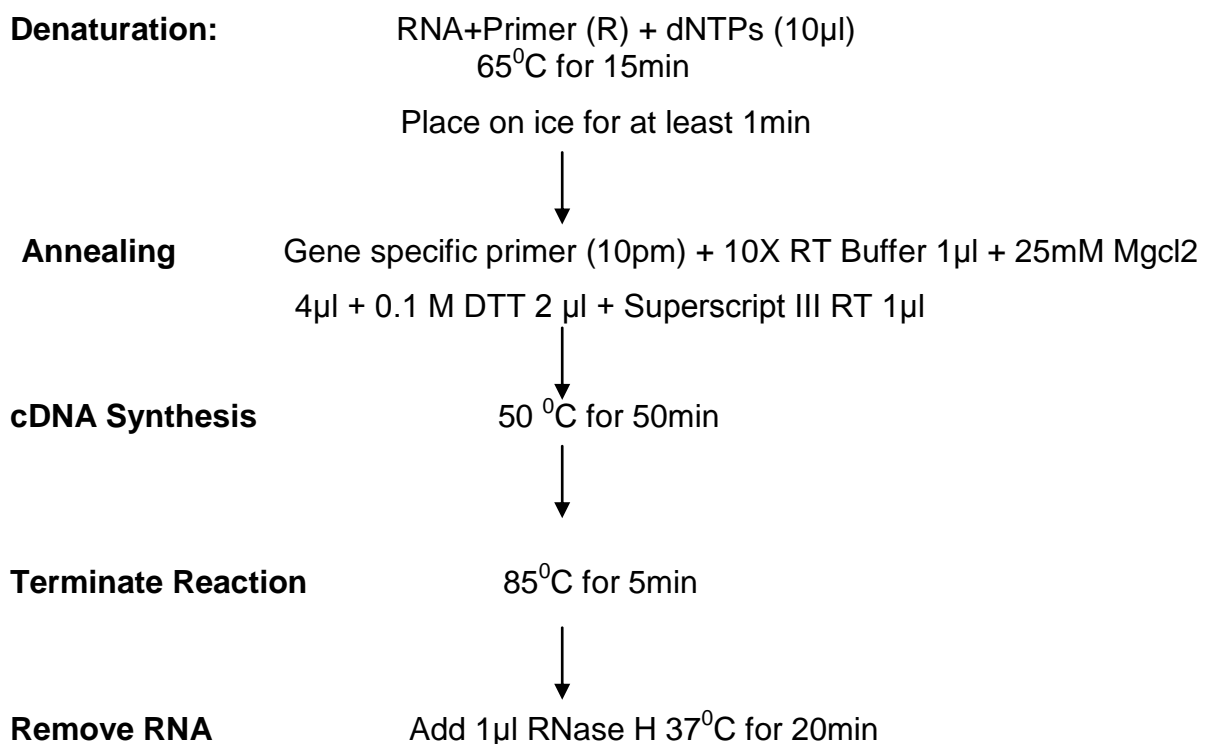 Denaturation: RNA+Primer (R) + dNTPs (10µl)
65⁰C for 15min
Place on ice for at least 1min
Annealing Gene specific primer (10pm) + 10X RT Buffer 1µl + 25mM Mgcl2
4µl + 0.1 M DTT 2 µl + Superscript III RT 1µl
cDNA Synthesis 50 ⁰C for 50min
Terminate Reaction 85⁰C for 5min
Remove RNA Add 1µl RNase H 37⁰C for 20min